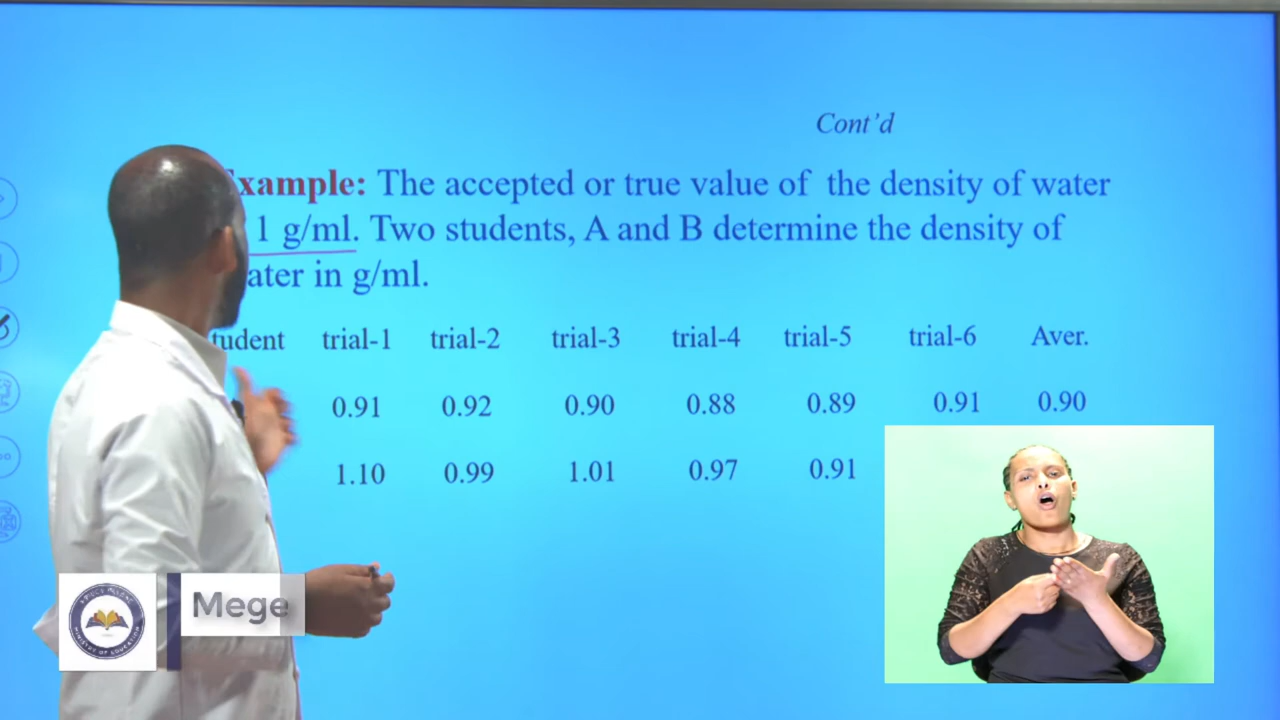 Cont’d
xample: The accepted or true value of the density of water
1 g/ml. Two students, A and B determine the density of
ater in g/ml.
tudent trial-1 trial-2 trial-3 trial-4 trial-5 trial-6 Aver.
0.91 0.92 0.90 0.88 0.89 0.91 0.90
1.10 0.99 1.01 0.97 0.91
Mege
MINISTRY OF EDUCATION